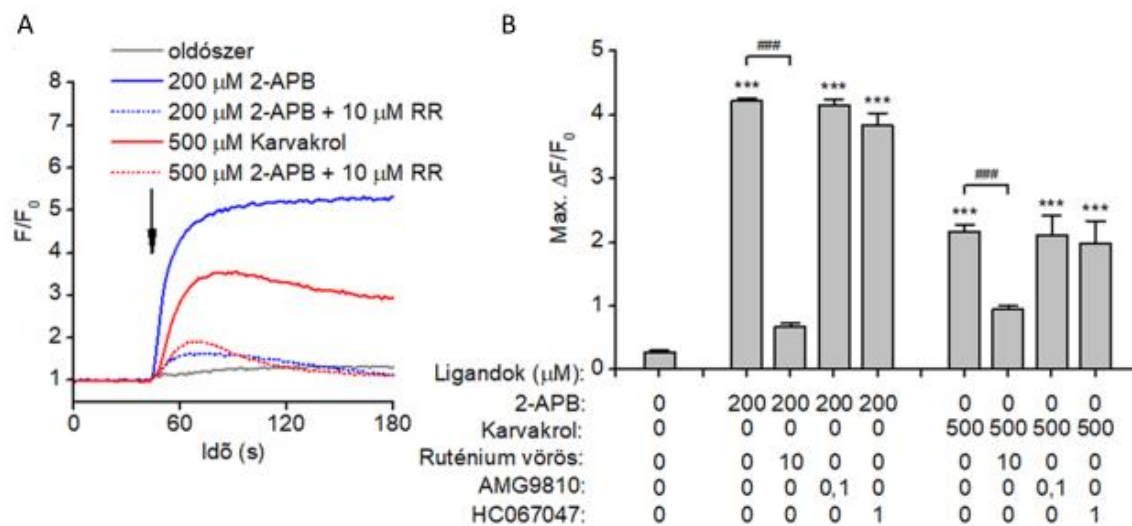 A
oldószer
200 μM 2-APB
200 μM 2-APB + 10 μM RR
500 μM Karvakrol
500 μM 2-APB + 10 μM RR
8
7
6
5
4
3
2
1
F/F0
0 60 120 180
Idõ (s)
B
5
4
3
2
1
0
Max. ΔF/F0
###
*** *** ***
###
*** *** ***
Ligandok (μM):
2-APB: 0 200 200 200 200 0 0 0 0
Karvakrol: 0 0 0 0 0 500 500 500 500
Ruténium vörös: 0 0 10 0 0 0 10 0 0
AMG9810: 0 0 0 0,1 0 0 0 0,1 0
HC067047: 0 0 0 0 1 0 0 0 1